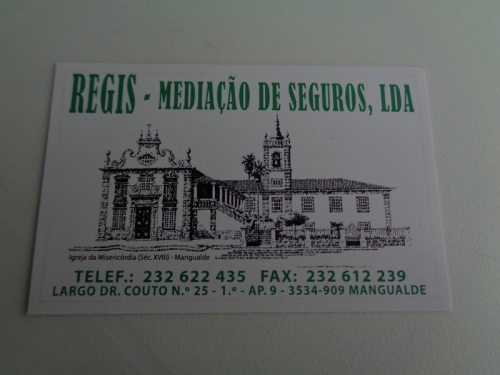 REGIS - MEDIAÇÃO DE SEGUROS, LDA
Igreja da Misericórdia (Séc. XVIII) - Mangualde
TELEF.: 232 622 435 FAX: 232 612 239
LARGO DR. COUTO N.º 25 - 1.º - AP. 9 - 3534-909 MANGUALDE